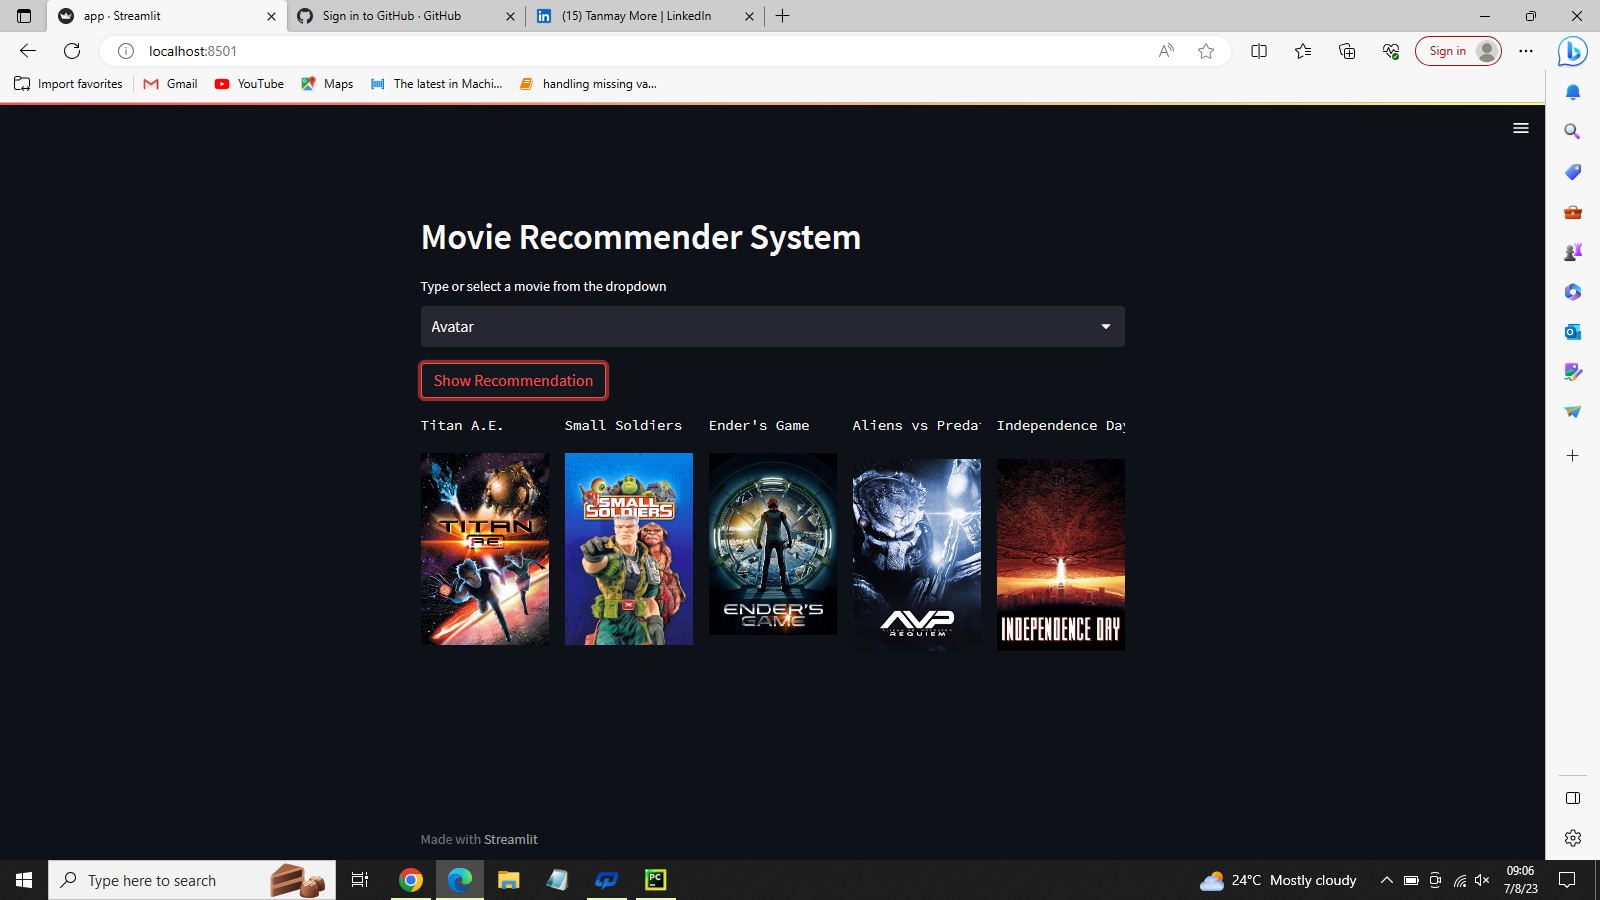 app · Streamlit
Sign in to GitHub · GitHub
(15) Tanmay More | LinkedIn
localhost:8501
Sign in
Import favorites
Gmail
YouTube
Maps
The latest in Machi...
handling missing va...
Movie Recommender System
Type or select a movie from the dropdown
Avatar
Show Recommendation
Titan A.E.
Small Soldiers
Ender's Game
Aliens vs Predat
Independence Day
TITAN
A.E.
SMALL
SOLDIERS
ENDER'S
GAME
AVP
REQUIEM
INDEPENDENCE DAY
Made with Streamlit
Type here to search
PC
24°C Mostly cloudy
09:06
7/8/23